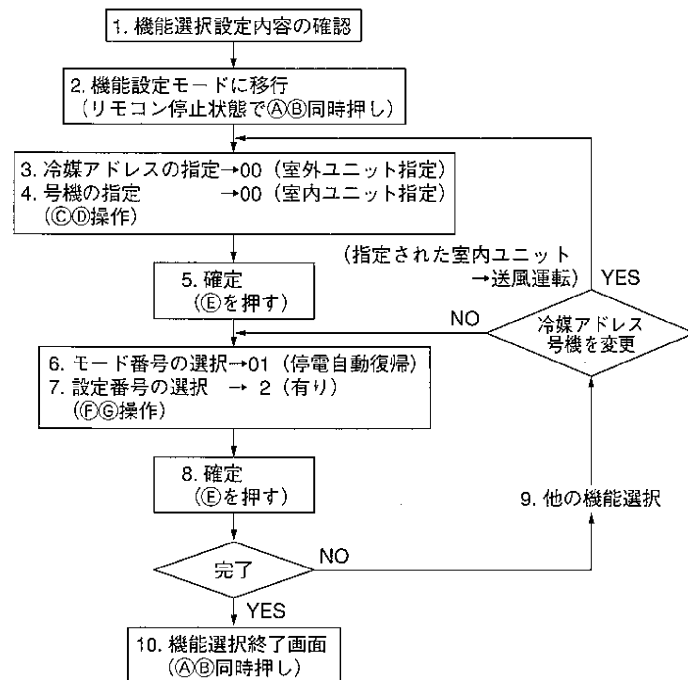 1. 機能選択設定内容の確認
2. 機能設定モードに移行
(リモコン停止状態でⒶⒷ同時押し)
3. 冷媒アドレスの指定→00(室外ユニット指定)
4. 号機の指定 →00(室内ユニット指定)
(ⒸⒹ操作)
(指定された室内ユニット
→送風運転)
YES
5. 確定
(Ⓔを押す)
NO
冷媒アドレス
号機を変更
6. モード番号の選択→01(停電自動復帰)
7. 設定番号の選択 → 2(有り)
(ⒻⒼ操作)
8. 確定
(Ⓔを押す)
9. 他の機能選択
完了
NO
YES
10. 機能選択終了画面
(ⒶⒷ同時押し)